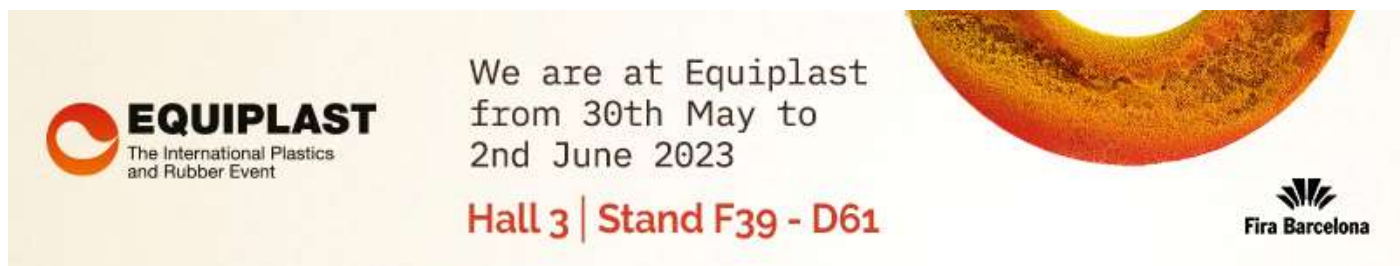 EQUIPLAST
The International Plastics
and Rubber Event
We are at Equiplast
from 30th May to
2nd June 2023
Hall 3 | Stand F39 - D61
Fira Barcelona